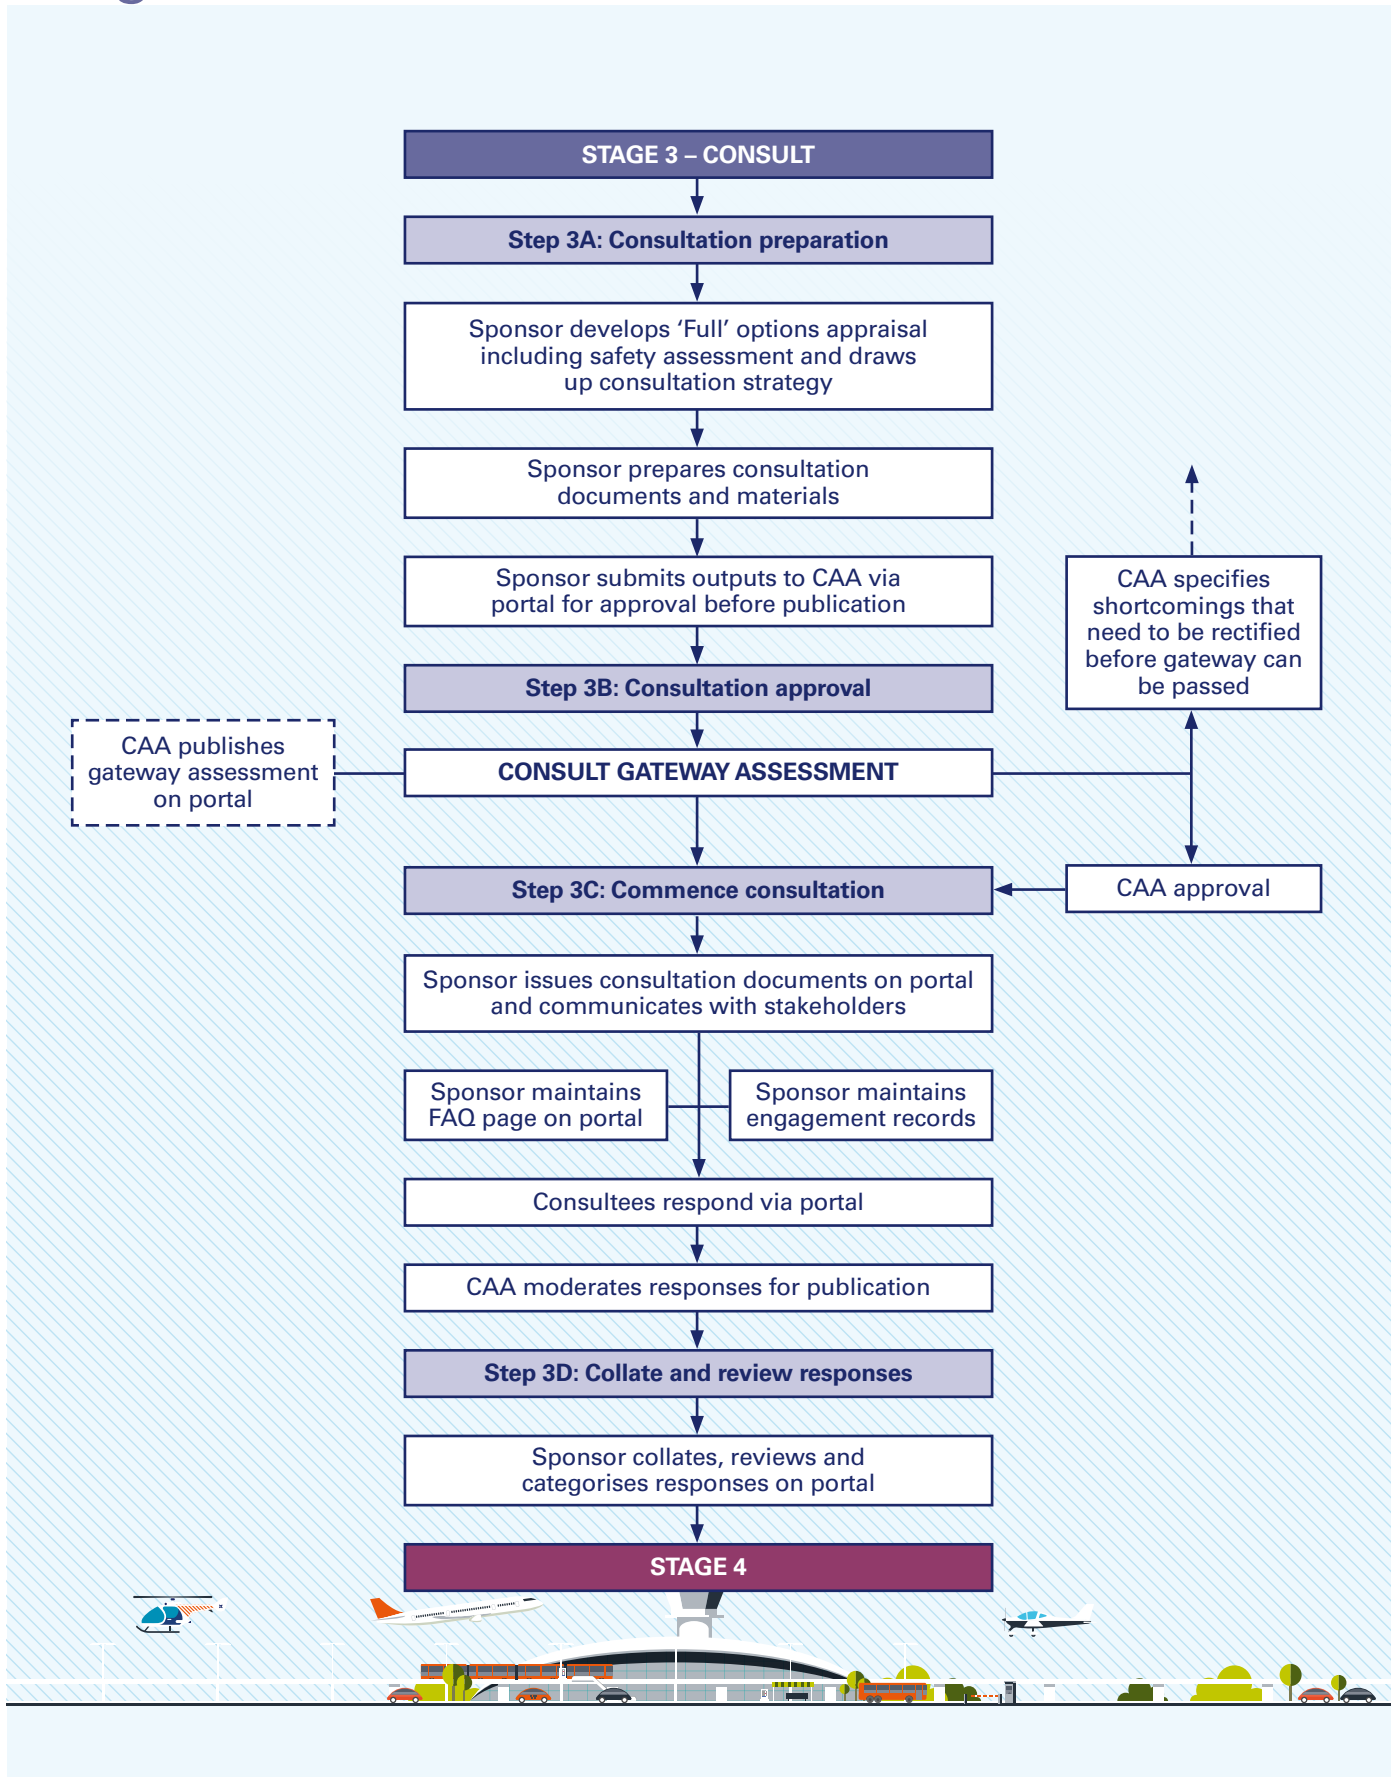 STAGE 3 – CONSULT
Step 3A: Consultation preparation
Sponsor develops ‘Full’ options appraisal
including safety assessment and draws
up consultation strategy
Sponsor prepares consultation
documents and materials
Sponsor submits outputs to CAA via
portal for approval before publication
CAA specifies
shortcomings that
need to be rectified
before gateway can
be passed
Step 3B: Consultation approval
CAA publishes
gateway assessment
on portal
CONSULT GATEWAY ASSESSMENT
Step 3C: Commence consultation
CAA approval
Sponsor issues consultation documents on portal
and communicates with stakeholders
Sponsor maintains
FAQ page on portal
Sponsor maintains
engagement records
Consultees respond via portal
CAA moderates responses for publication
Step 3D: Collate and review responses
Sponsor collates, reviews and
categorises responses on portal
STAGE 4